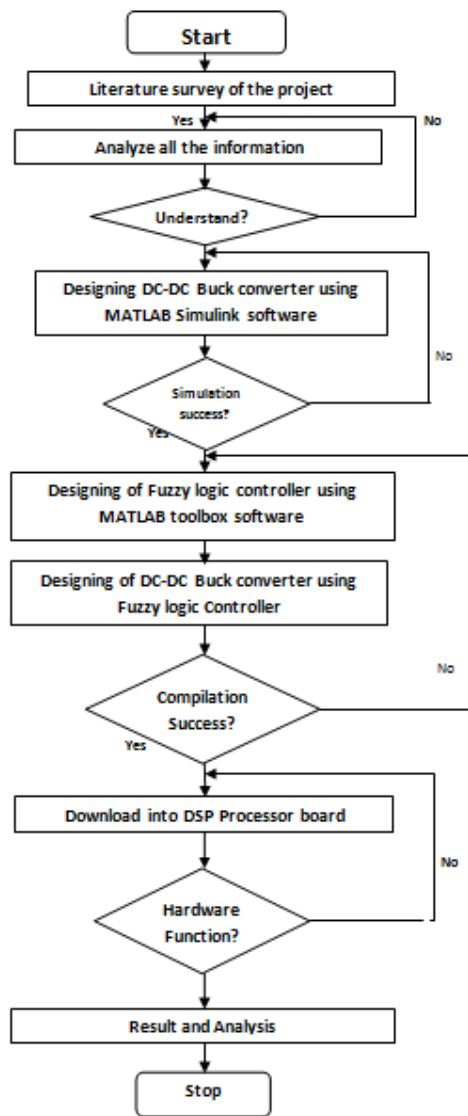 Start
Literature survey of the project
Yes
No
Analyze all the information
Understand?
Designing DC-DC Buck converter using
MATLAB Simulink software
No
Simulation
success?
Yes
Designing of Fuzzy logic controller using
MATLAB toolbox software
Designing of DC-DC Buck converter using
Fuzzy logic Controller
No
Compilation
Success?
Yes
Download into DSP Processor board
No
Hardware
Function?
Result and Analysis
Stop